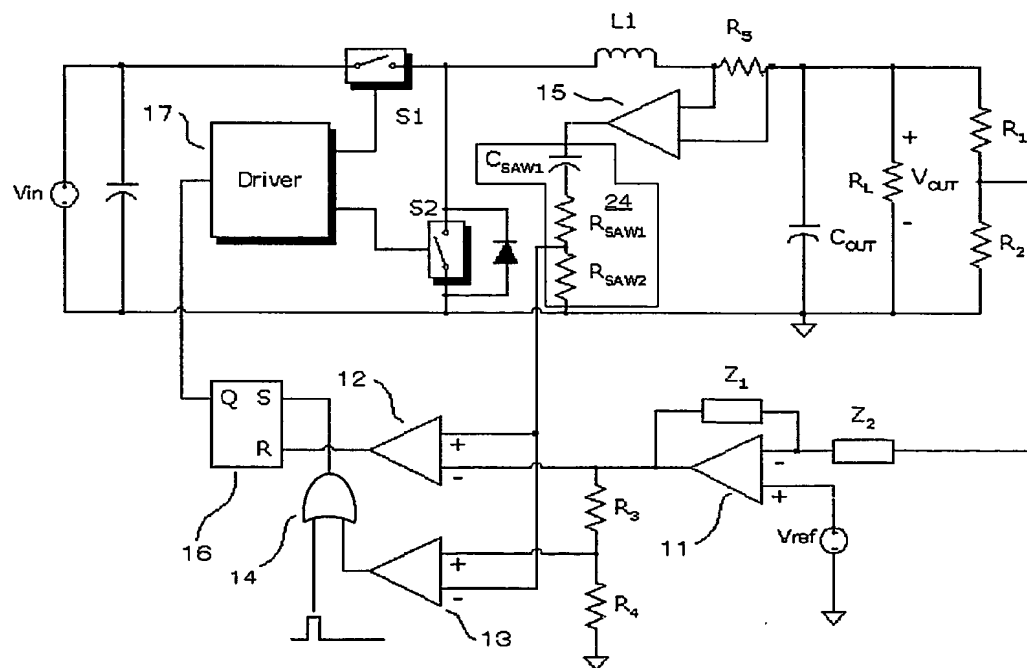 L1
R5
15
S1
17
CSAW1
R1
Driver
Vin
24
+
RL
VOUT
-
S2
RSAW1
COUT
R2
RSAW2
12
Z1
Z2
Q S
R
+
-
-
+
R3
11
Vref
16
14
+
-
R4
13